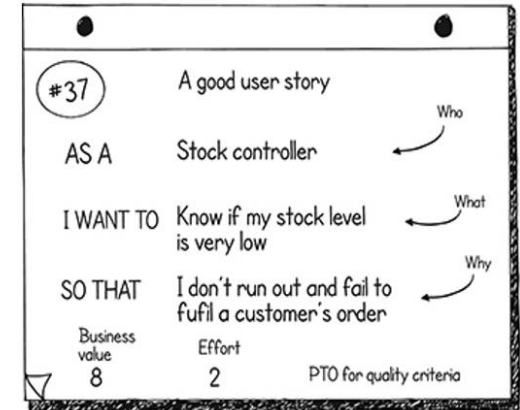 #37
A good user story
Who
AS A Stock controller
What
I WANT TO Know if my stock level
is very low
Why
SO THAT I don't run out and fail to
fufil a customer's order
Business
value
Effort
8 2 PTO for quality criteria